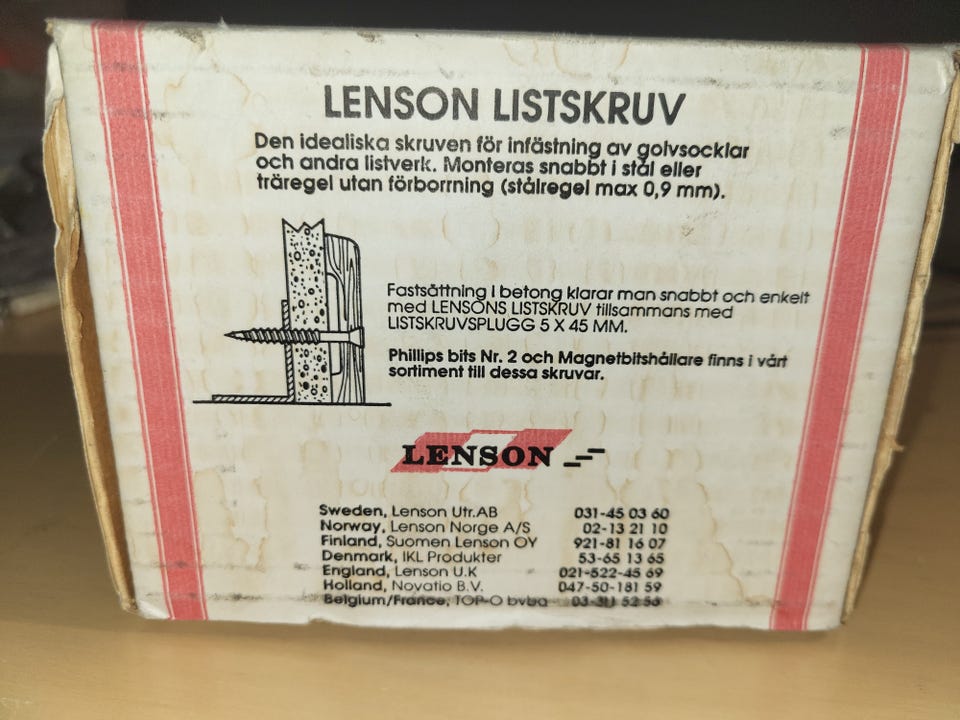 LENSON LISTSKRUV
Den idealiska skruven för infästning av golvsocklar
och andra listverk. Monteras snabbt i stål eller
träregel utan förborrning (stålregel max 0,9 mm).
Fastsättning I betong klarar man snabbt och enkelt
med LENSONS LISTSKRUV tillsammans med
LISTSKRUVSPLUGG 5 X 45 MM.
Phillips bits Nr. 2 och Magnetbitshållare finns i vårt
sortiment till dessa skruvar.
LENSON
Sweden, Lenson Utr.AB 031-45 03 60
Norway, Lenson Norge A/S 02-13 21 10
Finland, Suomen Lenson OY 921-81 16 07
Denmark, IKL Produkter 53-65 13 65
England, Lenson U.K 021-522-45 69
Holland, Novatio B.V. 047-50-181 59
Belgium/France, TOP-O bvba